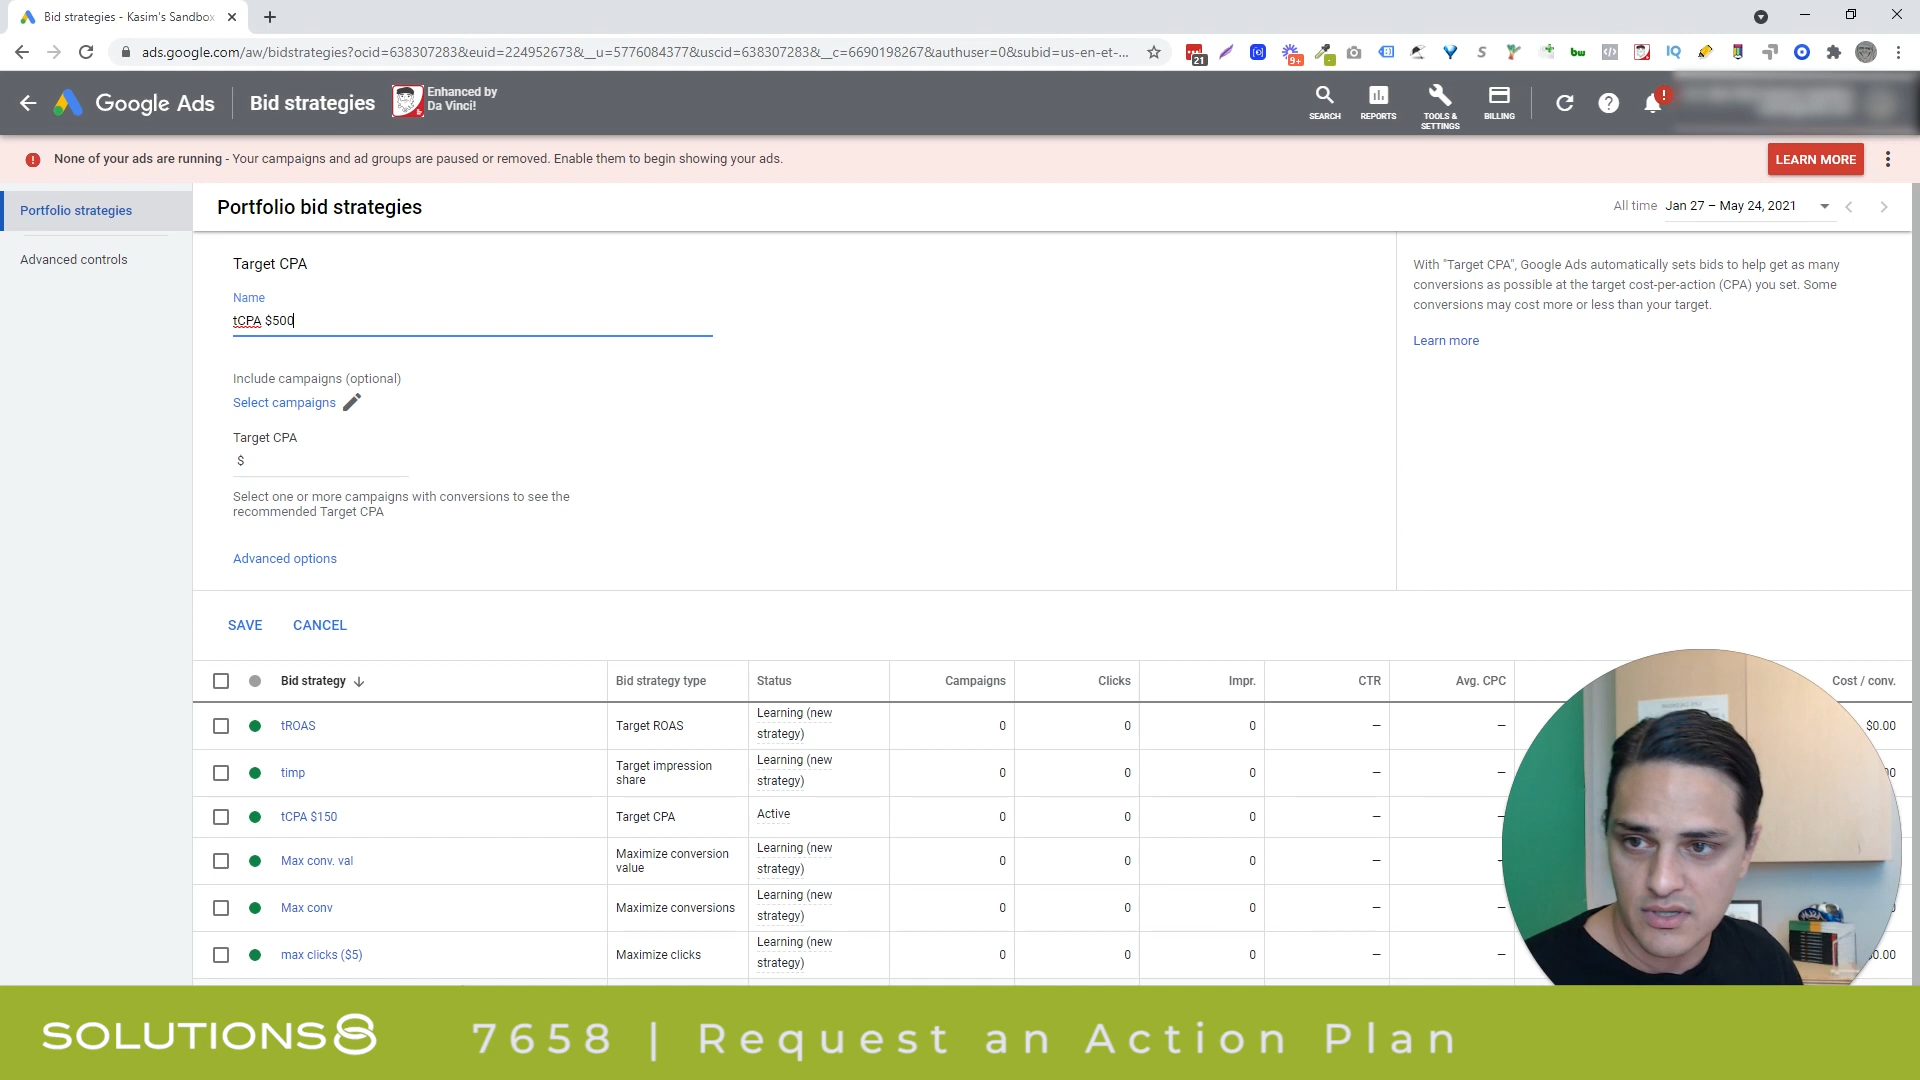 Bid strategies - Kasim's Sandbox
ads.google.com/aw/bidstrategies?ocid=638307283&euid=224952673&__u=5776084377&uscid=638307283&__c=6690198267&authuser=0&subid=us-en-et-...
21
9+
bw
IQ
Google Ads
Bid strategies
Enhanced by
Da Vinci!
SEARCH
REPORTS
TOOLS &
SETTINGS
BILLING
None of your ads are running - Your campaigns and ad groups are paused or removed. Enable them to begin showing your ads.
LEARN MORE
Portfolio strategies
Advanced controls
Portfolio bid strategies
All time Jan 27 – May 24, 2021
Target CPA
Name
tCPA $500
Include campaigns (optional)
Select campaigns
Target CPA
$
Select one or more campaigns with conversions to see the
recommended Target CPA
Advanced options
With "Target CPA", Google Ads automatically sets bids to help get as many
conversions as possible at the target cost-per-action (CPA) you set. Some
conversions may cost more or less than your target.
Learn more
SAVE CANCEL
Bid strategy Bid strategy type Status Campaigns Clicks Impr. CTR Avg. CPC Cost / conv.
tROAS Target ROAS Learning (new strategy) 0 0 0 – – $0.00
timp Target impression share Learning (new strategy) 0 0 0 – –
tCPA $150 Target CPA Active 0 0 0 – –
Max conv. val Maximize conversion value Learning (new strategy) 0 0 0 – –
Max conv Maximize conversions Learning (new strategy) 0 0 0 – –
max clicks ($5) Maximize clicks Learning (new strategy) 0 0 0 – –
SOLUTIONS8
7658 | Request an Action Plan